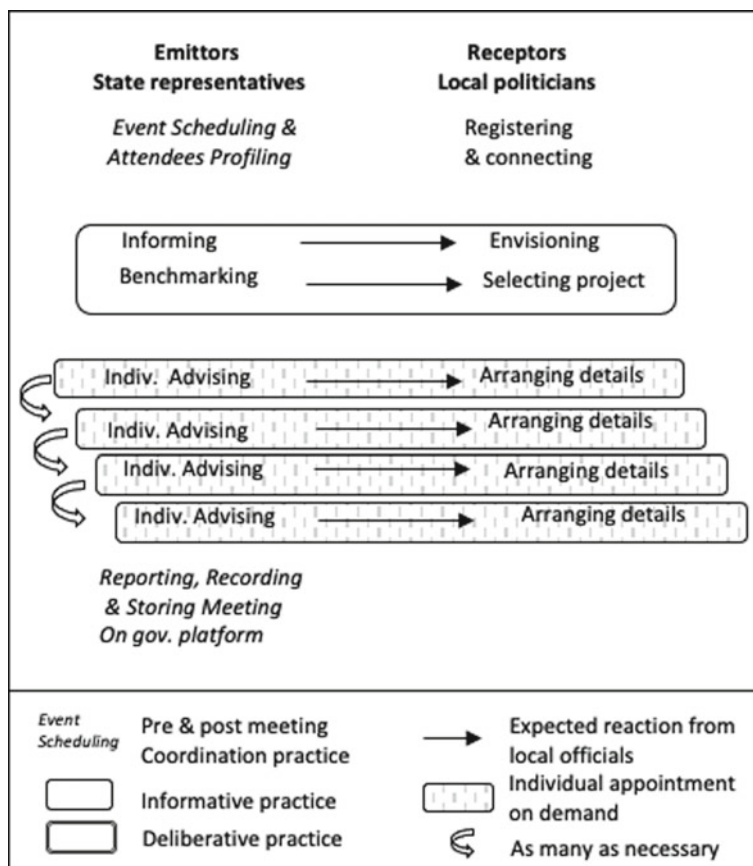 Emittors
State representatives
Receptors
Local politicians
Event Scheduling &
Attendees Profiling
Registering
& connecting
Informing
Envisioning
Benchmarking
Selecting project
Indiv. Advising
Arranging details
Indiv. Advising
Arranging details
Indiv. Advising
Arranging details
Indiv. Advising
Arranging details
Reporting, Recording
& Storing Meeting
On gov. platform
Event
Scheduling
Pre & post meeting
Coordination practice
Expected reaction from
local officials
Informative practice
Individual appointment
on demand
Deliberative practice
As many as necessary